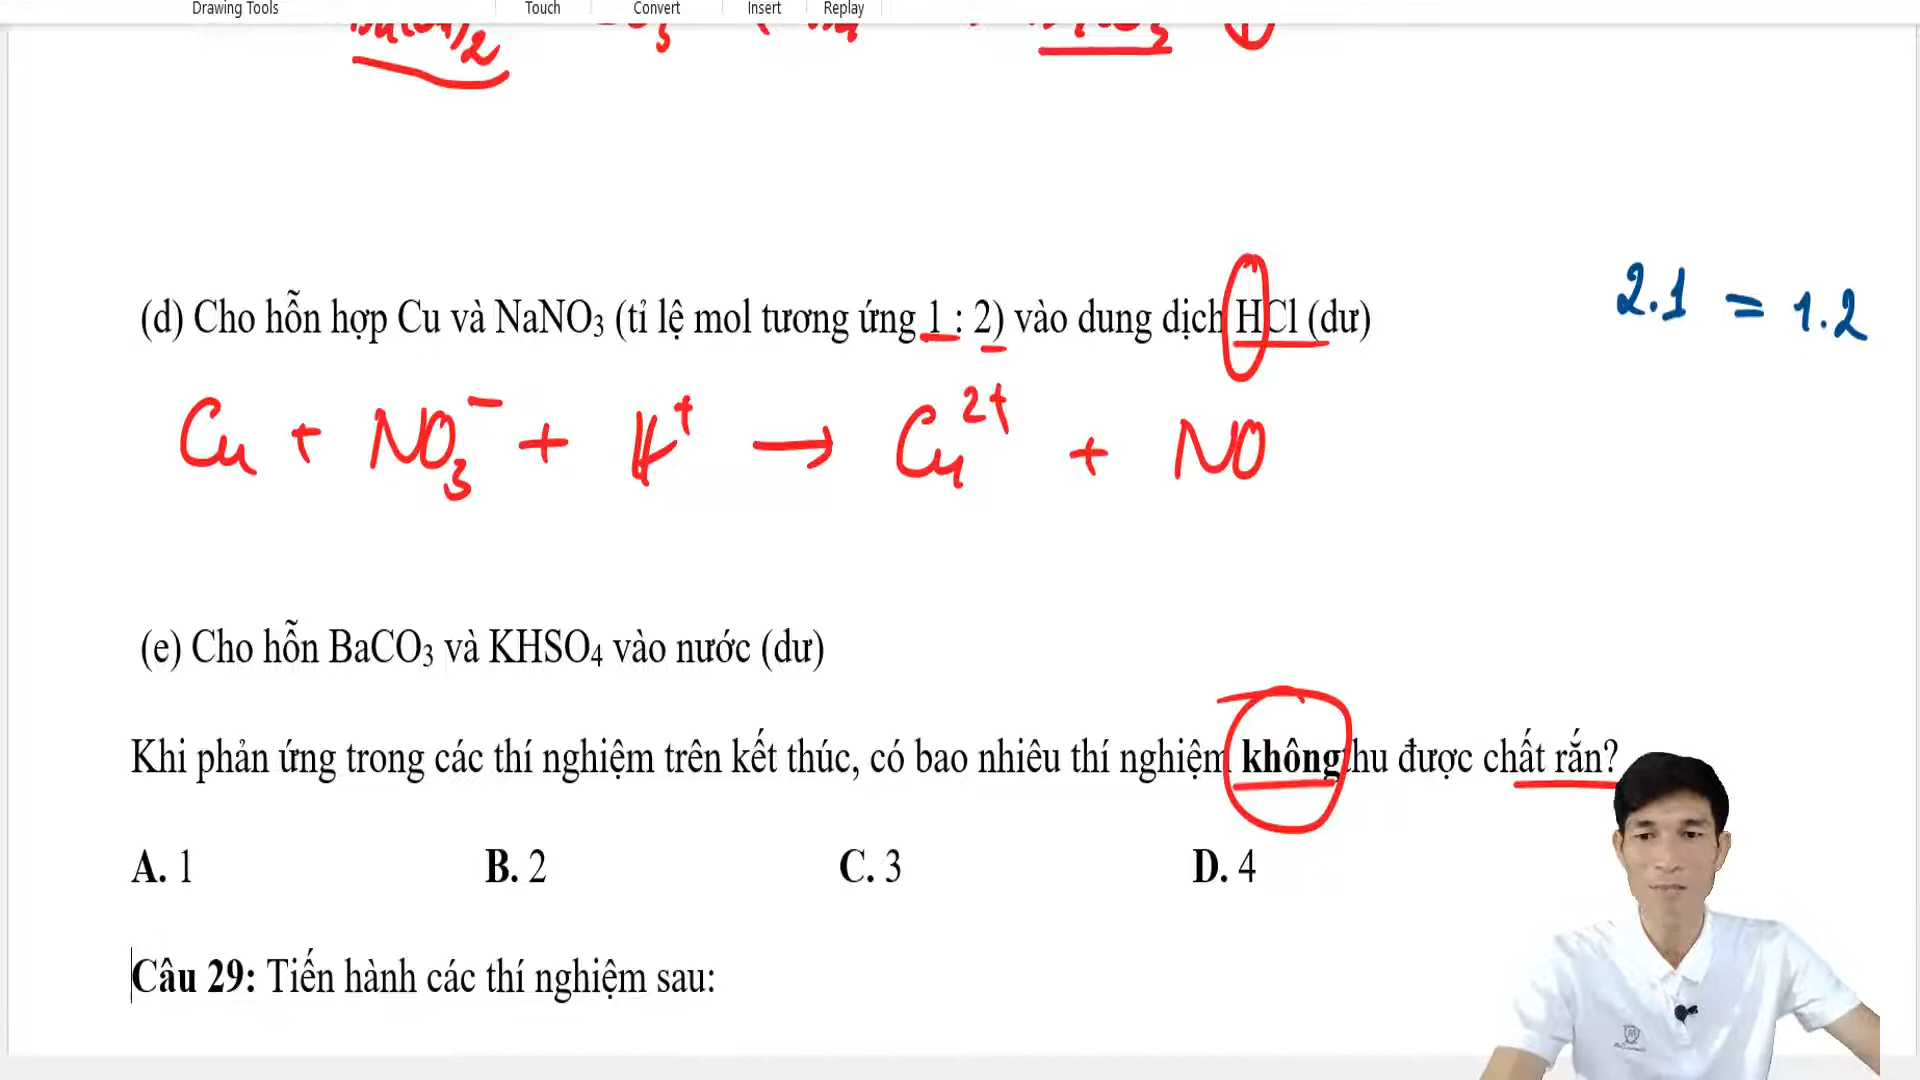 Drawing Tools Touch Convert Insert Replay
(d) Cho hỗn hợp Cu và NaNO₃ (tỉ lệ mol tương ứng 1 : 2) vào dung dịch HCl (dư)
2.1 = 1.2
Cu + NO₃⁻ + H⁺ → Cu²⁺ + NO
(e) Cho hỗn BaCO₃ và KHSO₄ vào nước (dư)
Khi phản ứng trong các thí nghiệm trên kết thúc, có bao nhiêu thí nghiệm không thu được chất rắn?
A. 1 B. 2 C. 3 D. 4
Câu 29: Tiến hành các thí nghiệm sau: